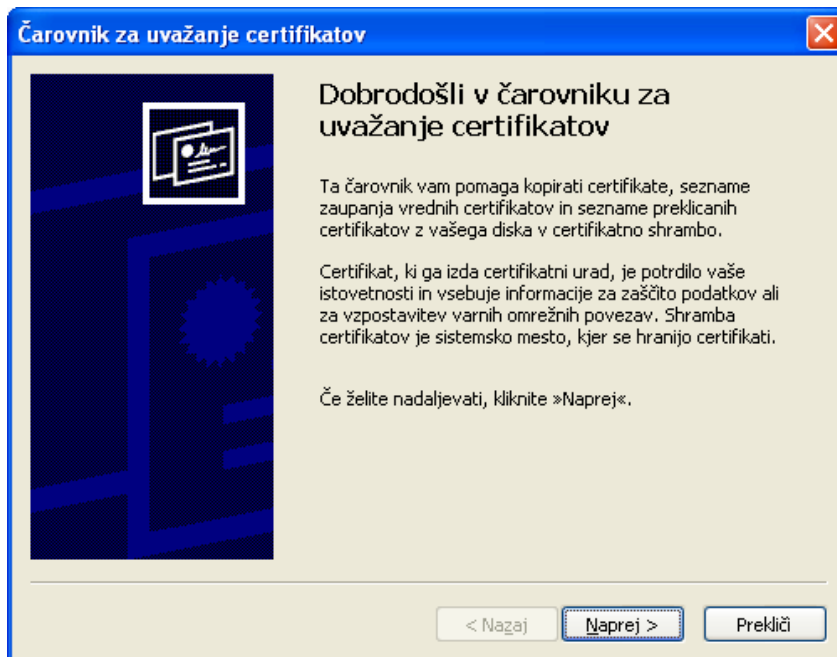 Čarovnik za uvažanje certifikatov
Dobrodošli v čarovniku za
uvažanje certifikatov
Ta čarovnik vam pomaga kopirati certifikate, sezname
zaupanja vrednih certifikatov in sezname preklicanih
certifikatov z vašega diska v certifikatno shrambo.
Certifikat, ki ga izda certifikatni urad, je potrdilo vaše
istovetnosti in vsebuje informacije za zaščito podatkov ali
za vzpostavitev varnih omrežnih povezav. Shramba
certifikatov je sistemsko mesto, kjer se hranijo certifikati.
Če želite nadaljevati, kliknite »Naprej«.
< Nazaj Naprej > Prekliči